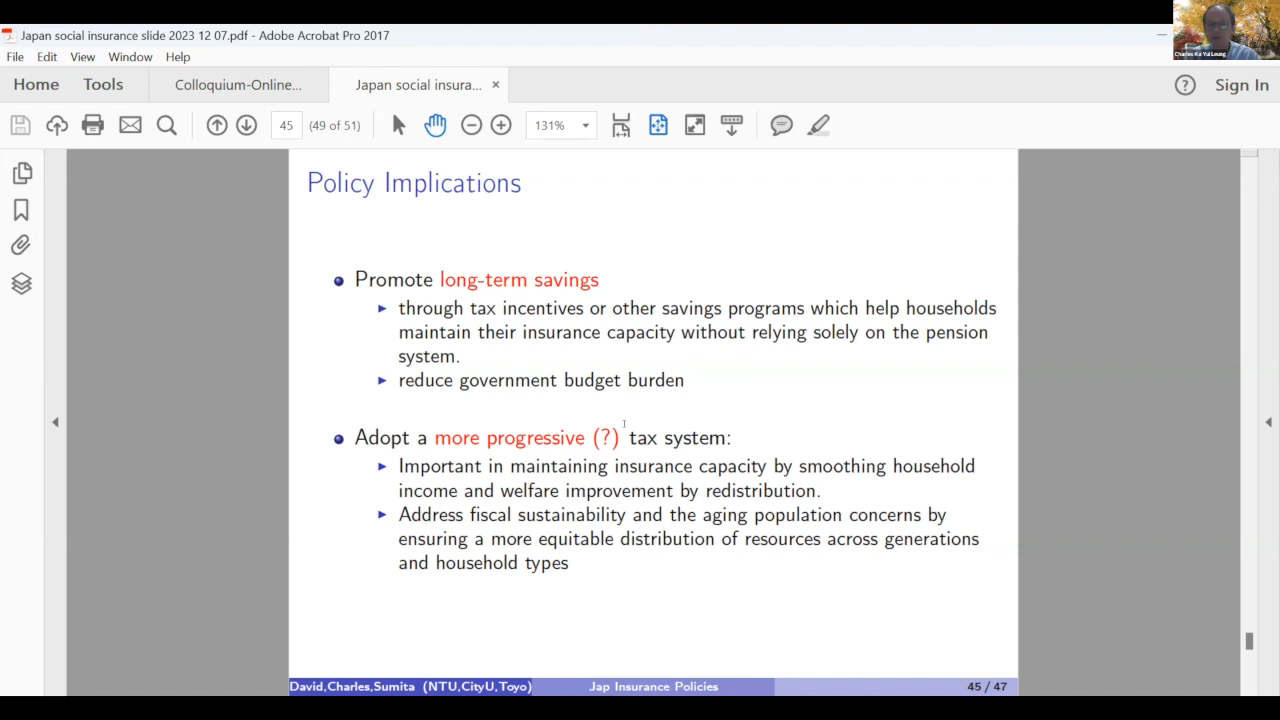 Japan social insurance slide 2023 12 07.pdf - Adobe Acrobat Pro 2017
File Edit View Window Help
Home Tools Colloquium-Online... Japan social insura... × Sign In
45 (49 of 51) 131%
Charles Ka Yui Leung
Policy Implications
Promote long-term savings
through tax incentives or other savings programs which help households
maintain their insurance capacity without relying solely on the pension
system.
reduce government budget burden
Adopt a more progressive (?) tax system:
Important in maintaining insurance capacity by smoothing household
income and welfare improvement by redistribution.
Address fiscal sustainability and the aging population concerns by
ensuring a more equitable distribution of resources across generations
and household types
David,Charles,Sumita (NTU,CityU,Toyo) Jap Insurance Policies 45 / 47